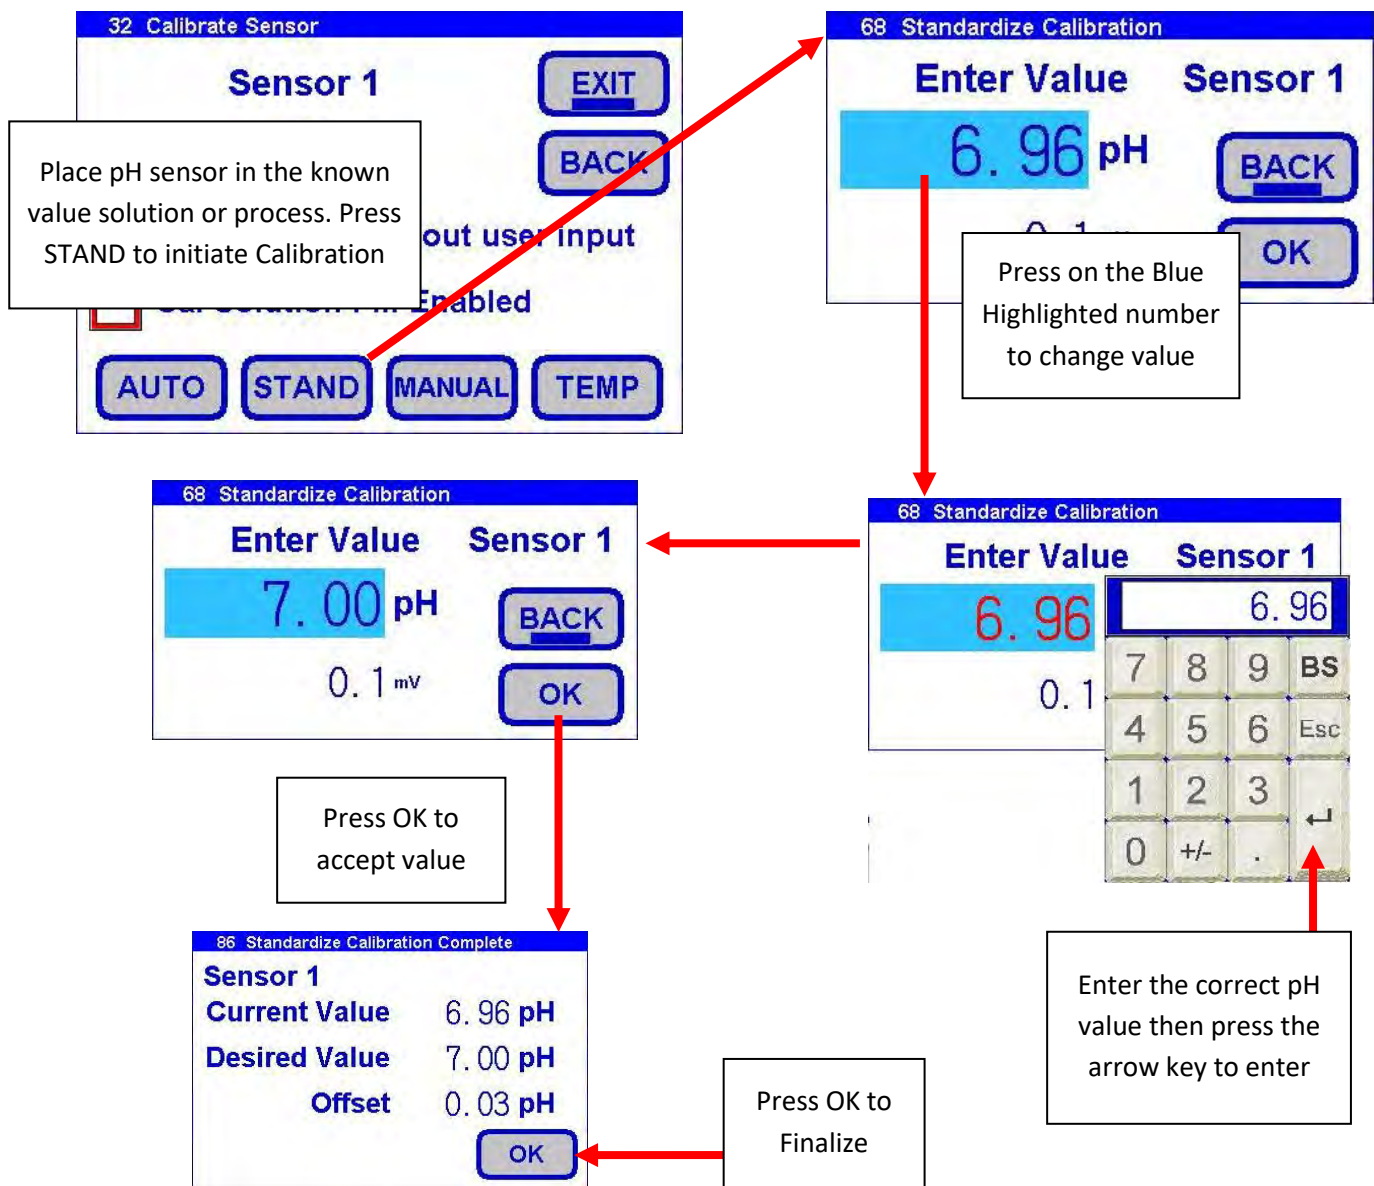 32 Calibrate Sensor
Sensor 1
EXIT
BACK
Place pH sensor in the known
value solution or process. Press
STAND to initiate Calibration
out user input
Enabled
AUTO STAND MANUAL TEMP
68 Standardize Calibration
Enter Value Sensor 1
6.96 pH
BACK
OK
Press on the Blue
Highlighted number
to change value
68 Standardize Calibration
Enter Value Sensor 1
6.96
0.1
6.96
7 8 9 BS
4 5 6 Esc
1 2 3
↵
0 +/- .
Enter the correct pH
value then press the
arrow key to enter
68 Standardize Calibration
Enter Value Sensor 1
7.00 pH
BACK
0.1 mV
OK
Press OK to
accept value
86 Standardize Calibration Complete
Sensor 1
Current Value 6.96 pH
Desired Value 7.00 pH
Offset 0.03 pH
OK
Press OK to
Finalize